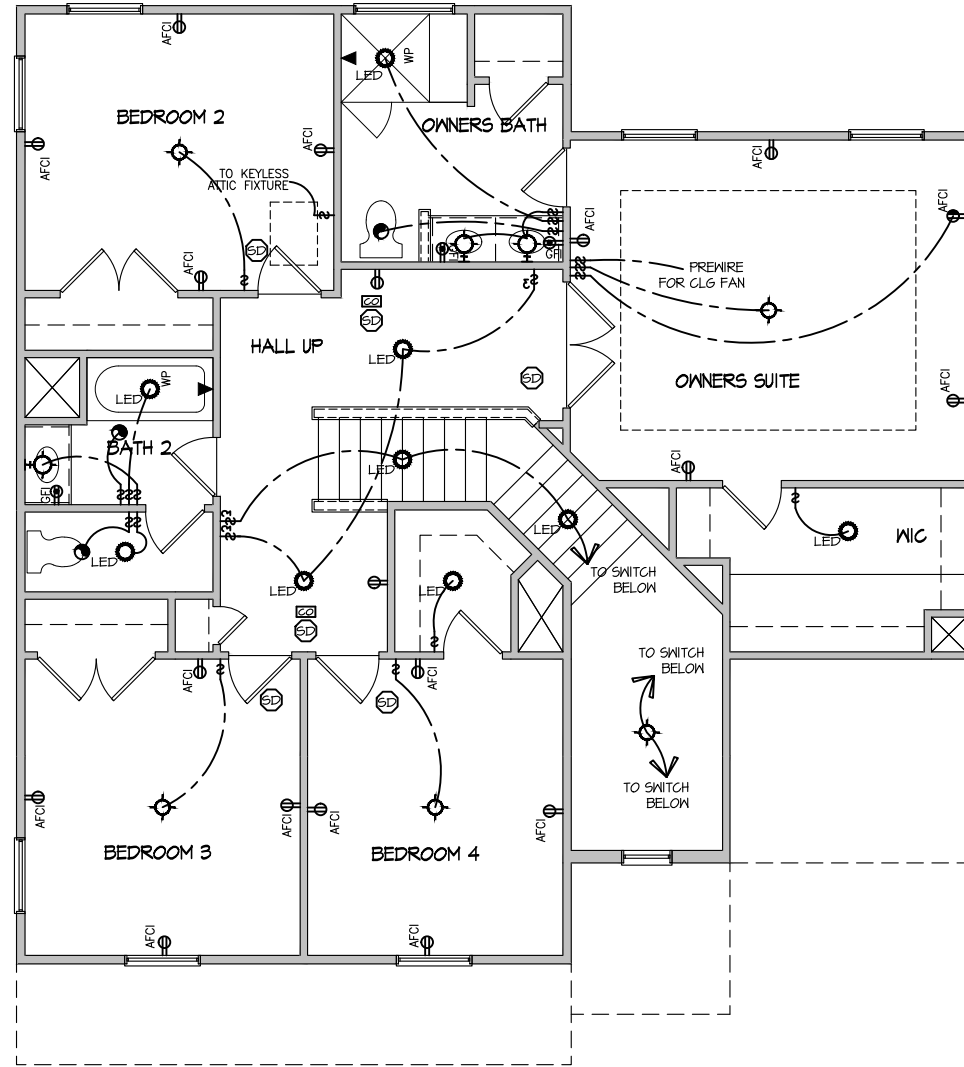 AFCI
WP
LED
BEDROOM 2
OWNERS BATH
AFCI
AFCI
AFCI
TO KEYLESS
ATTIC FIXTURE
AFCI
AFCI
SD
GFI
GFI
AFCI
PREWIRE
FOR CLG FAN
CO
SD
HALL UP
LED
SD
OWNERS SUITE
AFCI
WP
LED
BATH 2
LED
GFI
AFCI
LED
LED
WIC
LED
TO SWITCH
BELOW
LED
LED
CO
SD
TO SWITCH
BELOW
AFCI
AFCI
SD
SD
TO SWITCH
BELOW
AFCI
AFCI
AFCI
AFCI
BEDROOM 3
BEDROOM 4
AFCI
AFCI